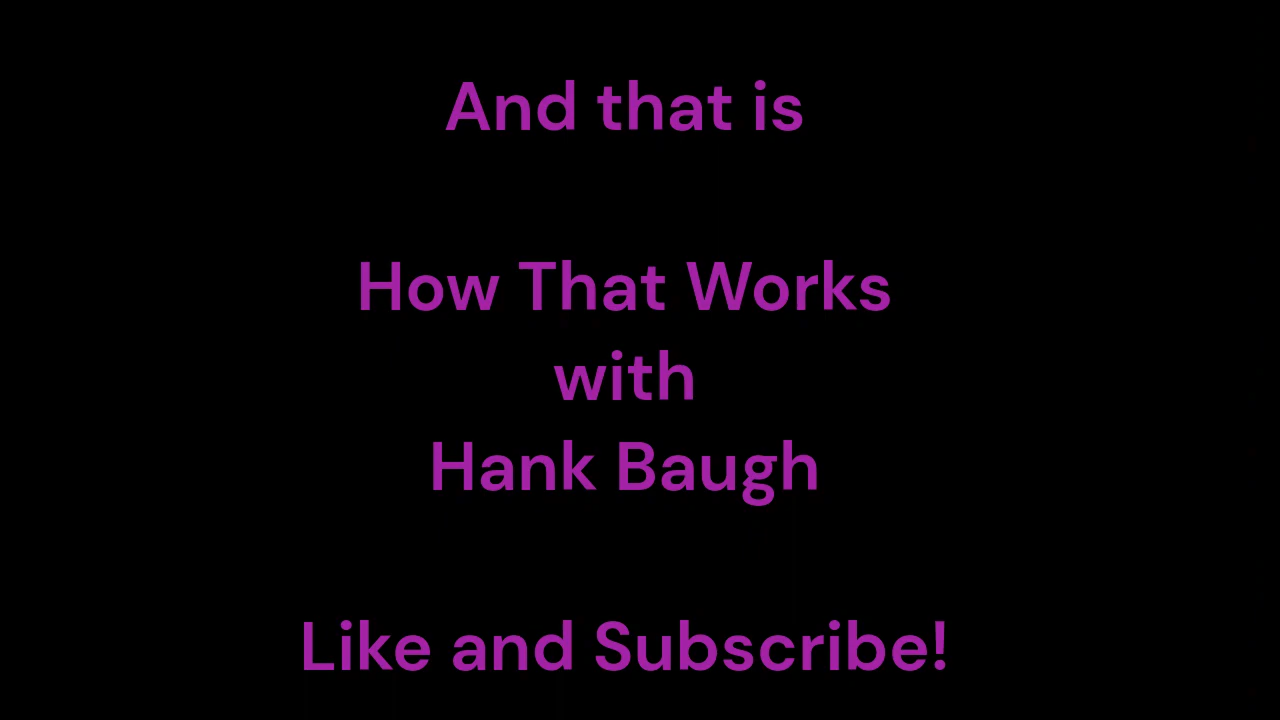 And that is
How That Works
with
Hank Baugh
Like and Subscribe!